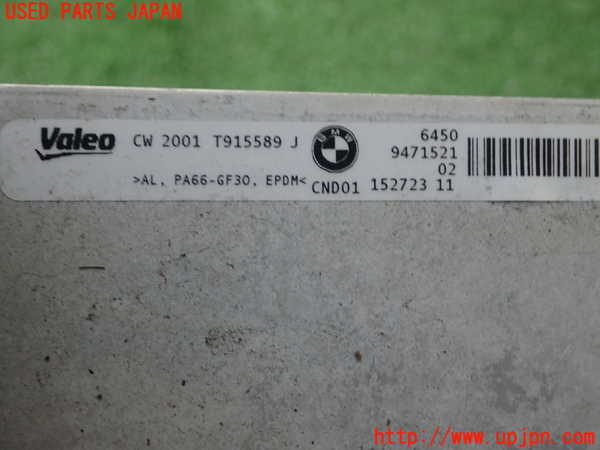 USED PARTS JAPAN
Valeo CW 2001 T915589 J BMW 6450
9471521
02
>AL, PA66-GF30, EPDM< CND01 152723 11
http://www.upjpn.com/